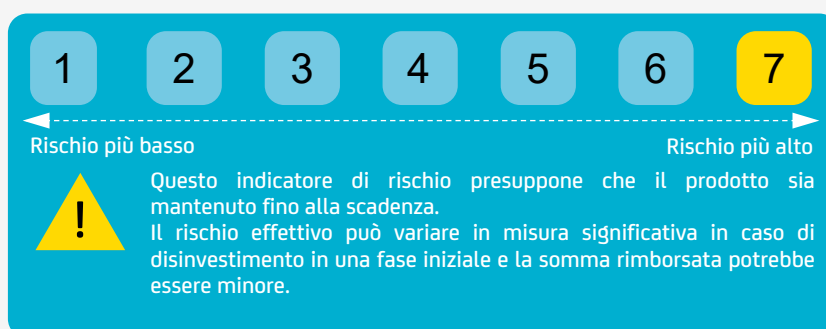 1 2 3 4 5 6 7
Rischio più basso Rischio più alto
!
Questo indicatore di rischio presuppone che il prodotto sia
mantenuto fino alla scadenza.
Il rischio effettivo può variare in misura significativa in caso di
disinvestimento in una fase iniziale e la somma rimborsata potrebbe
essere minore.